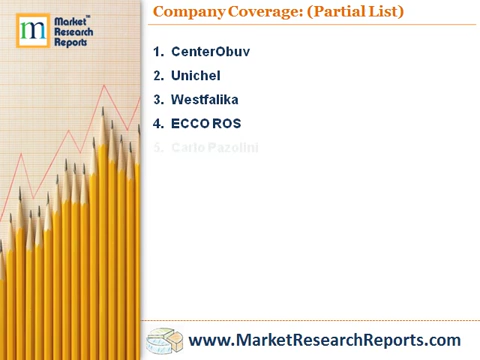 Market
Research
Reports
m
Company Coverage: (Partial List)
1. CenterObuv
2. Unichel
3. Westfalika
4. ECCO ROS
5. Carlo Pazolini
www.MarketResearchReports.com